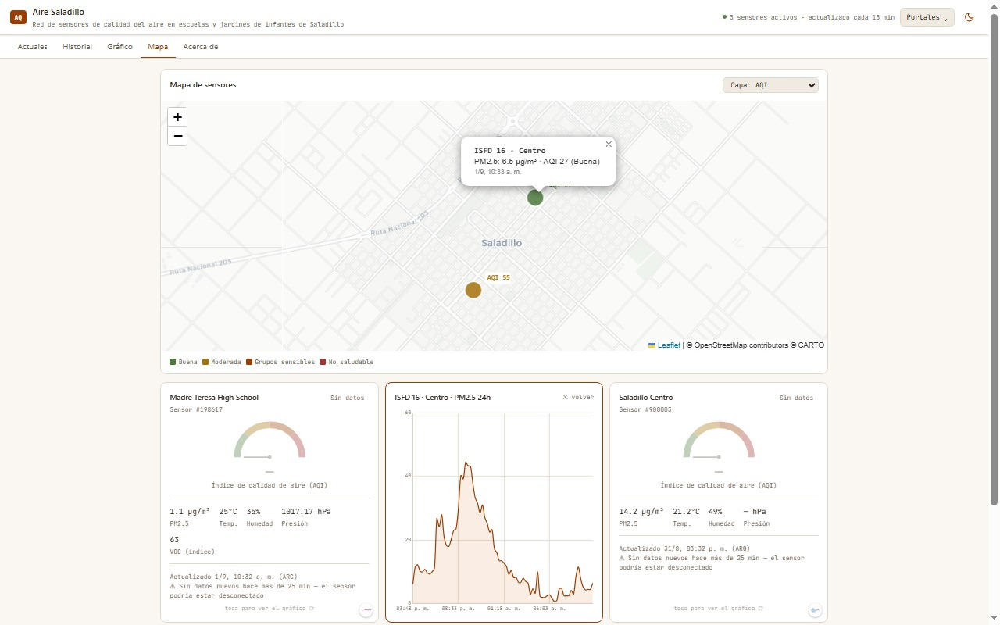 AQ
Aire Saladillo
Red de sensores de calidad del aire en escuelas y jardines de infantes de Saladillo
3 sensores activos · actualizado cada 15 min
Portales
Actuales
Historial
Gráfico
Mapa
Acerca de
Mapa de sensores
Capa: AQI
+
−
ISFD 16 · Centro
PM2.5: 6.5 µg/m³ · AQI 27 (Buena)
1/9, 10:33 a. m.
×
Ruta Nacional 205
Saladillo
Ruta Nacional 205
AQI 55
Leaflet | © OpenStreetMap contributors © CARTO
Buena
Moderada
Grupos sensibles
No saludable
Madre Teresa High School
Sin datos
Sensor #198617
—
Índice de calidad de aire (AQI)
1.1 µg/m³ 25°C 35% 1017.17 hPa
PM2.5 Temp. Humedad Presión
63
VOC (índice)
Actualizado 1/9, 10:32 a. m. (ARG)
⚠ Sin datos nuevos hace más de 25 min — el sensor
podría estar desconectado
toca para ver el gráfico ⟳
ISFD 16 · Centro · PM2.5 24h
× volver
60
40
20
0
03:48 p. m. 08:33 p. m. 01:18 a. m. 06:03 a. m.
Saladillo Centro
Sin datos
Sensor #900003
—
Índice de calidad de aire (AQI)
14.2 µg/m³ 21.2°C 49% — hPa
PM2.5 Temp. Humedad Presión
Actualizado 31/8, 03:32 p. m. (ARG)
⚠ Sin datos nuevos hace más de 25 min — el sensor
podría estar desconectado
toca para ver el gráfico ⟳